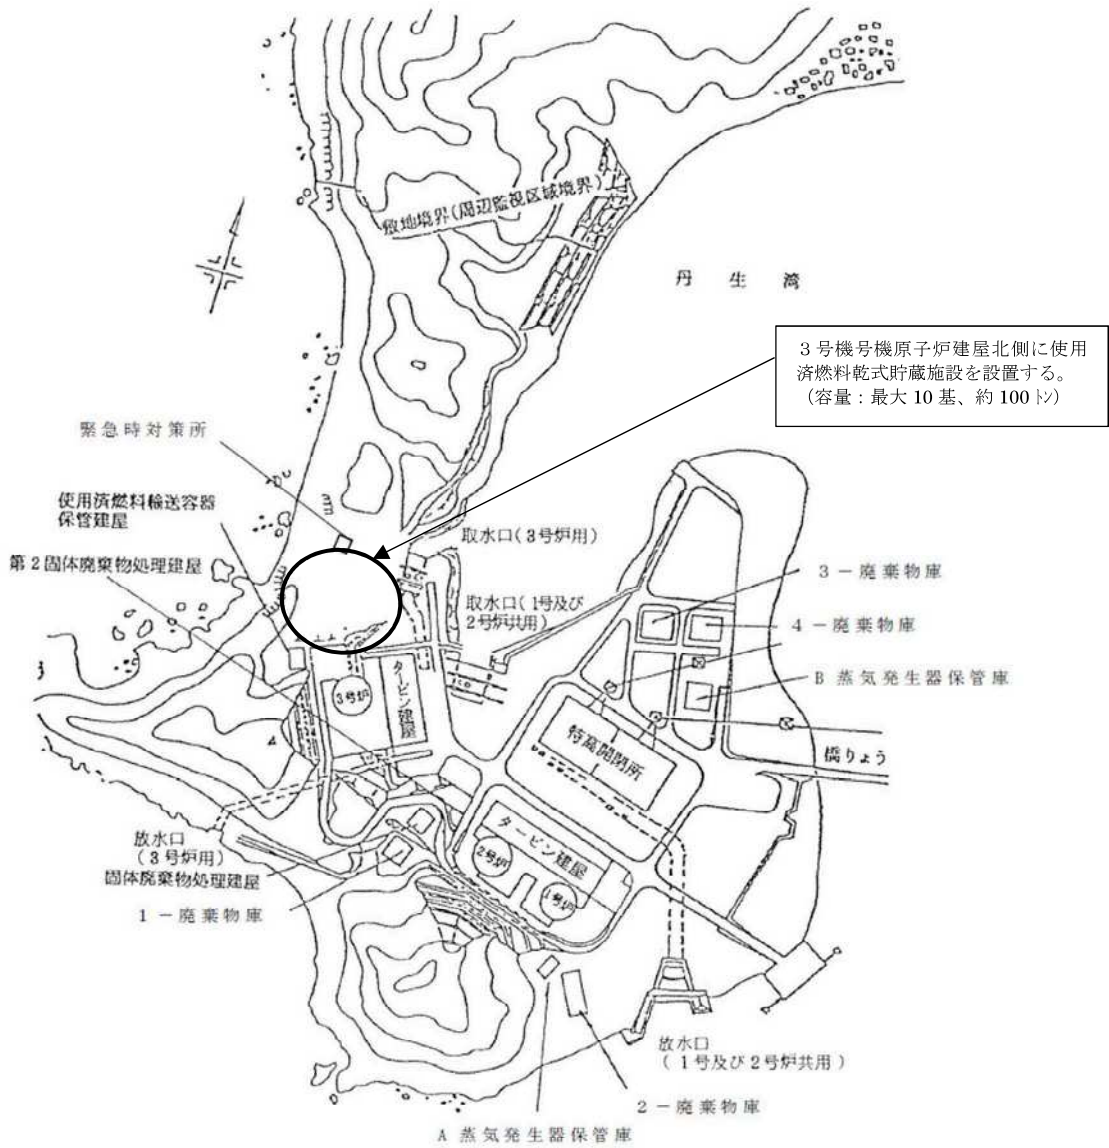 敷地境界(周辺監視区域境界)
丹生湾
3号機号機原子炉建屋北側に使用
済燃料乾式貯蔵施設を設置する。
(容量:最大10基、約100㌧)
緊急時対策所
使用済燃料輸送容器
保管建屋
第2固体廃棄物処理建屋
取水口(3号炉用)
取水口(1号及び
2号炉共用)
3-廃棄物庫
4-廃棄物庫
B蒸気発生器保管庫
3号炉
タービン建屋
特高開閉所
橋りょう
タービン建屋
2号炉
1号炉
放水口
(3号炉用)
固体廃棄物処理建屋
1-廃棄物庫
放水口
(1号及び2号炉共用)
2-廃棄物庫
A蒸気発生器保管庫